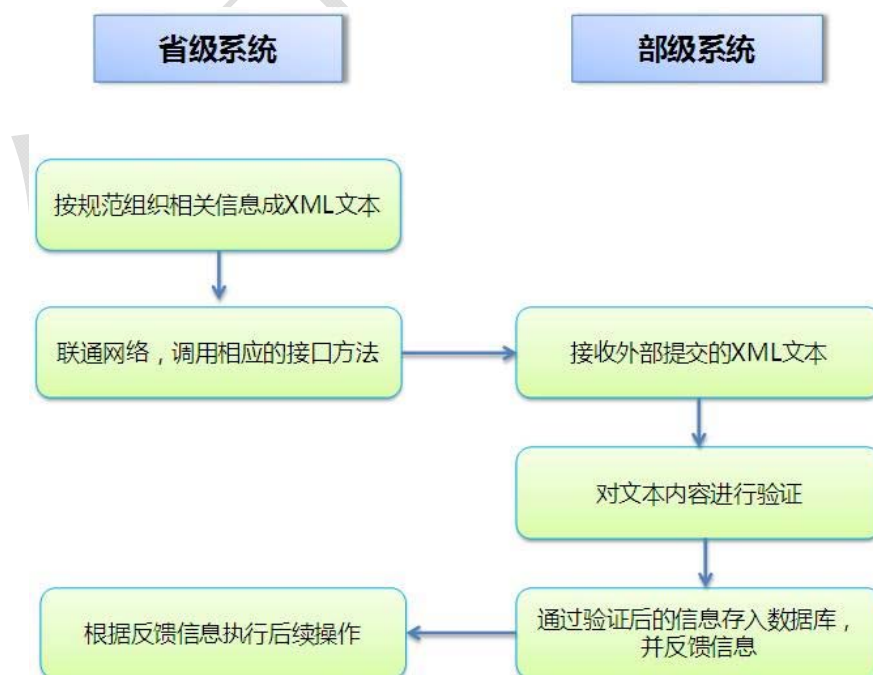 省级系统
部级系统
按规范组织相关信息成XML文本
联通网络，调用相应的接口方法
接收外部提交的XML文本
对文本内容进行验证
通过验证后的信息存入数据库，
并反馈信息
根据反馈信息执行后续操作